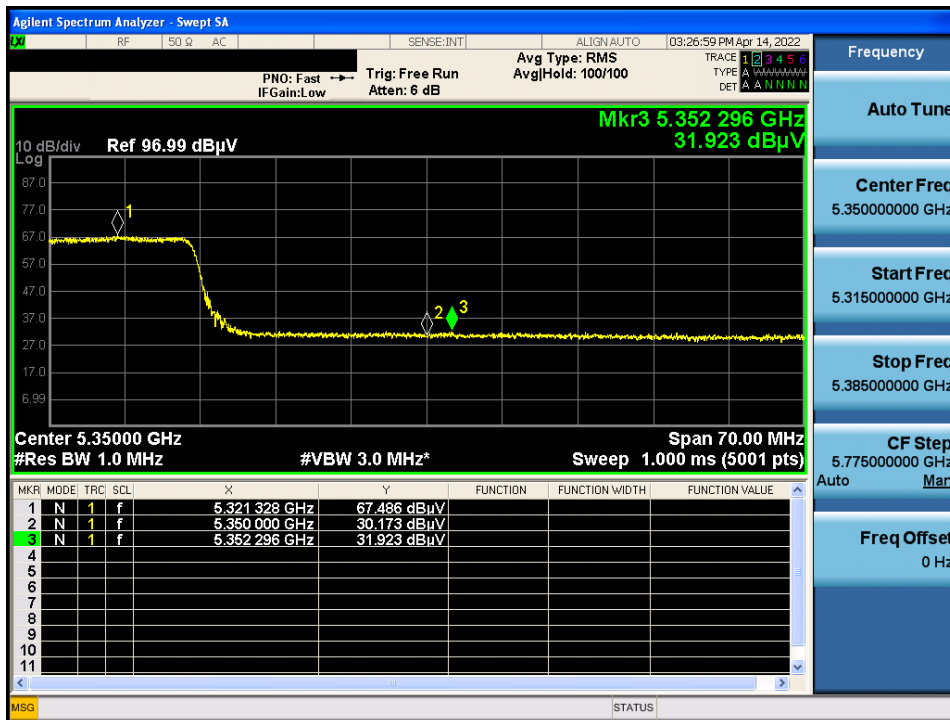 Agilent Spectrum Analyzer - Swept SA
LXI RF 50 Ω AC SENSE:INT ALIGN AUTO 03:26:59 PM Apr 14, 2022
PNO: Fast
IFGain:Low
Trig: Free Run
Atten: 6 dB
Avg Type: RMS
Avg|Hold: 100/100
TRACE 1 2 3 4 5 6
TYPE A
DET A A N N N N
Mkr3 5.352 296 GHz
31.923 dBµV
10 dB/div Ref 96.99 dBµV
Log
87.0
77.0
67.0
57.0
47.0
37.0
27.0
17.0
6.99
1
2
3
Center 5.35000 GHz Span 70.00 MHz
#Res BW 1.0 MHz #VBW 3.0 MHz* Sweep 1.000 ms (5001 pts)
MKR MODE TRC SCL X Y FUNCTION FUNCTION WIDTH FUNCTION VALUE
1 N 1 f 5.321 328 GHz 67.486 dBµV
2 N 1 f 5.350 000 GHz 30.173 dBµV
3 N 1 f 5.352 296 GHz 31.923 dBµV
4
5
6
7
8
9
10
11
MSG STATUS
Frequency
Auto Tune
Center Freq
5.350000000 GHz
Start Freq
5.315000000 GHz
Stop Freq
5.385000000 GHz
CF Step
5.775000000 GHz
Auto Man
Freq Offset
0 Hz